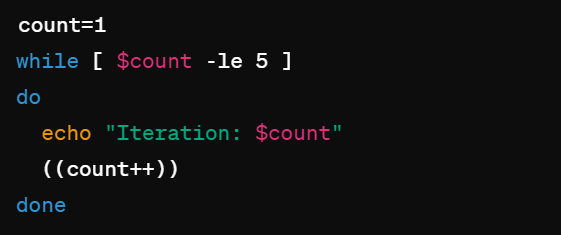 count=1
while [ $count -le 5 ]
do
  echo "Iteration: $count"
  ((count++))
done